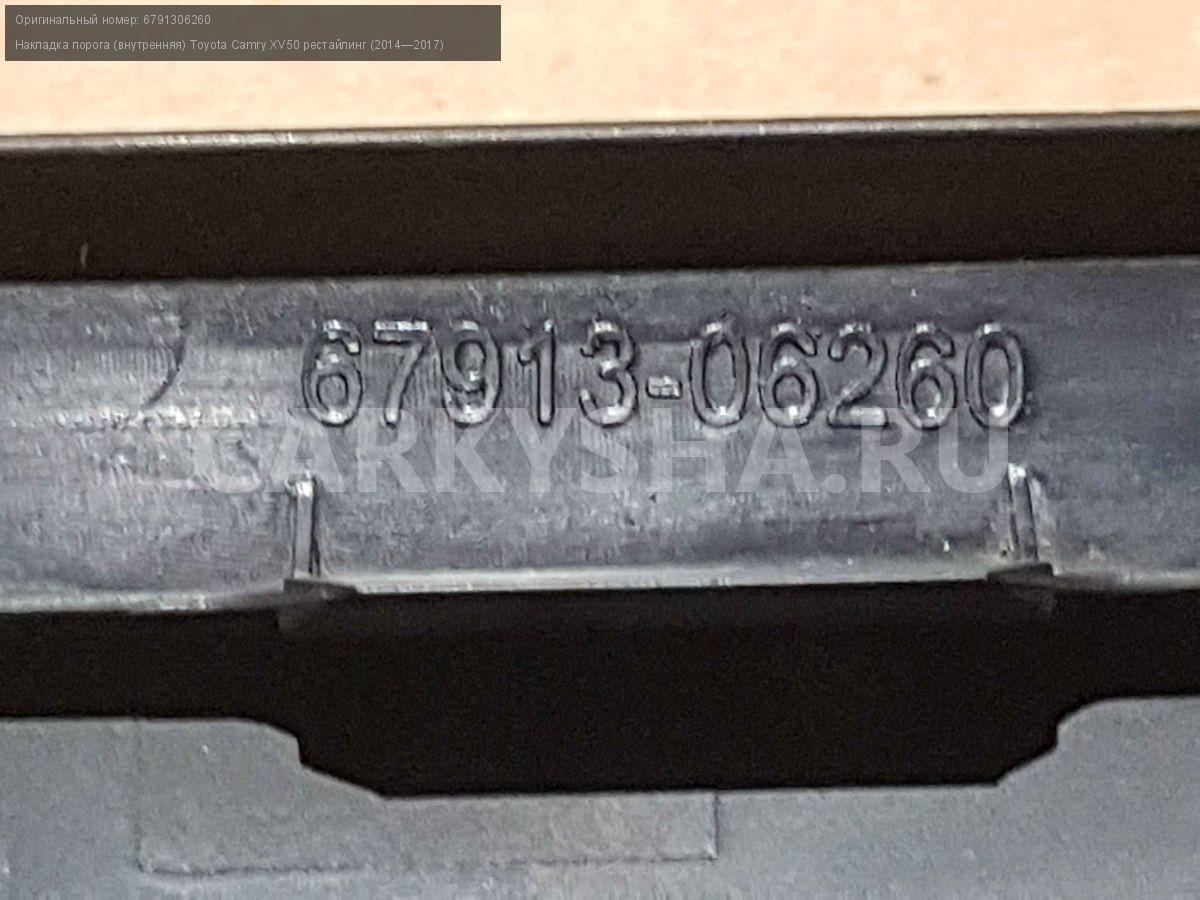 Оригинальный номер: 6791306260
Накладка порога (внутренняя) Toyota Camry XV50 рестайлинг (2014—2017)
67913-06260
CARKYSHA.RU